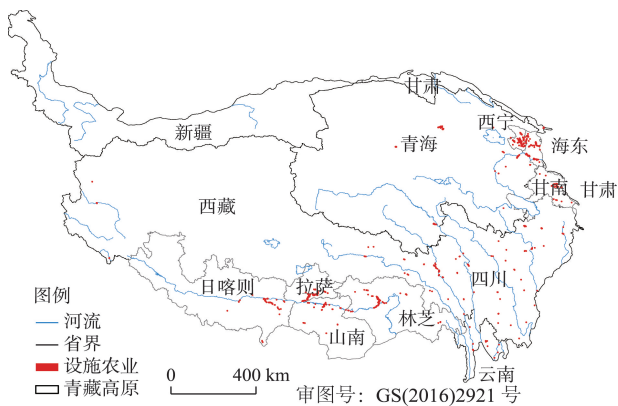 甘肃
西宁
新疆
青海
海东
甘南 甘肃
西藏
四川
日喀则 拉萨
林芝
山南
云南
图例
河流
省界
设施农业
青藏高原
0 400 km
审图号：GS(2016)2921 号